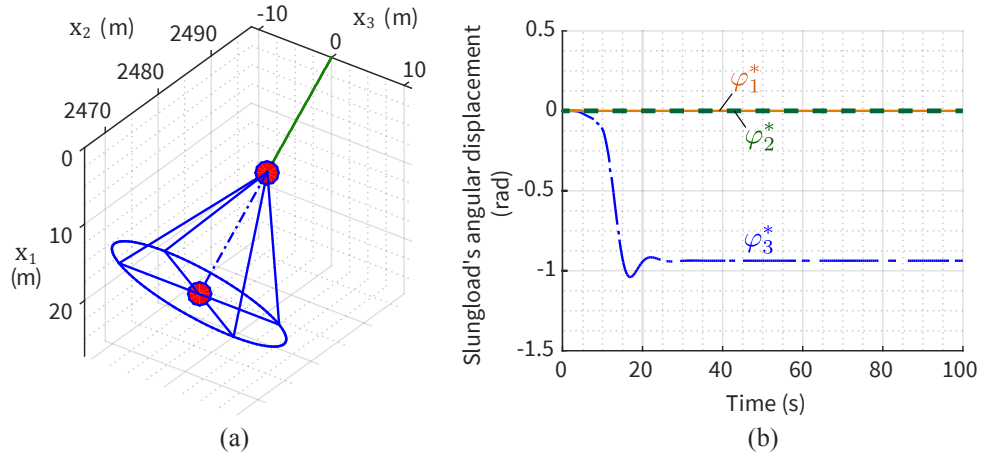 x₂ (m)
2490
2480
2470
-10
x₃ (m)
0
10
0
10
20
x₁
(m)
(a)
Slungload's angular displacement
(rad)
0.5
0
-0.5
-1
-1.5
φ₁*
φ₂*
φ₃*
0
20
40
60
80
100
Time (s)
(b)